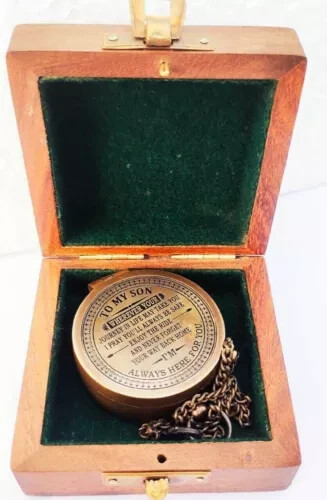 TO MY SON
WHEREVER YOUR
JOURNEY IN LIFE MAY TAKE YOU
I PRAY YOU'LL ALWAYS BE SAFE
ENJOY THE RIDE
AND NEVER FORGET
YOUR WAY BACK HOME
I'M
ALWAYS HERE FOR YOU